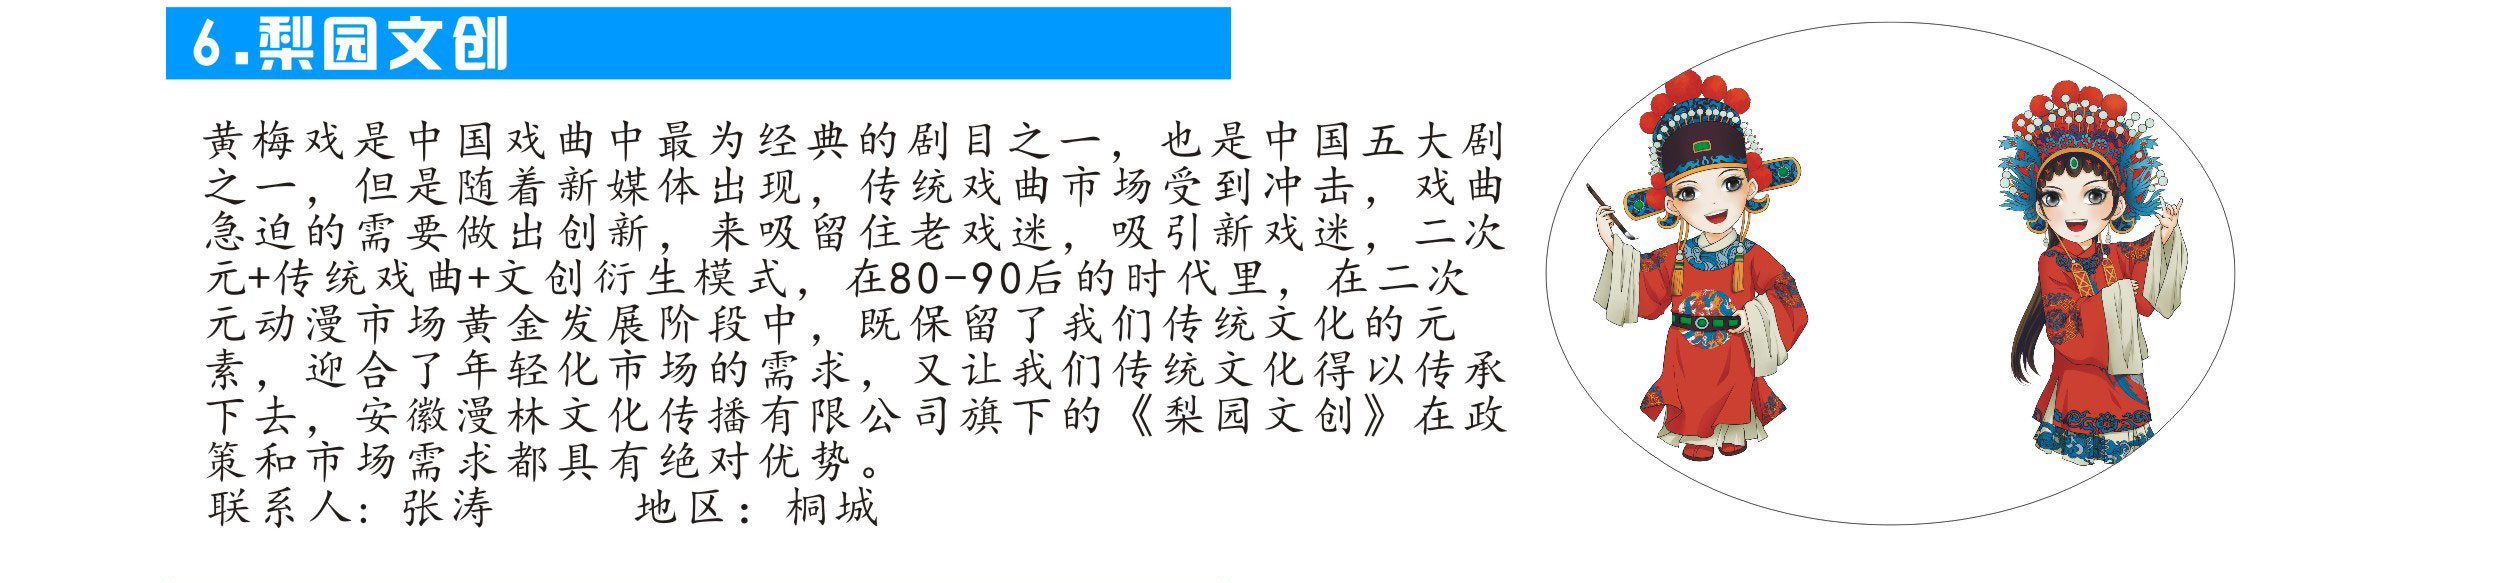 6.梨园文创
黄梅戏是中国戏曲中最为经典的剧目之一，也是中国五大剧
之一，但是随着新媒体出现，传统戏曲市场受到冲击，戏曲
急迫的需要做出创新，来吸留住老戏迷，吸引新戏迷，二次
元+传统戏曲+文创衍生模式，在80-90后的时代里，在二次
元动漫市场黄金发展阶段中，既保留了我们传统文化的元
素，迎合了年轻化市场的需求，又让我们传统文化得以传承
下去，安徽漫林文化传播有限公司旗下的《梨园文创》在政
策和市场需求都具有绝对优势。
联系人：张涛 地区：桐城